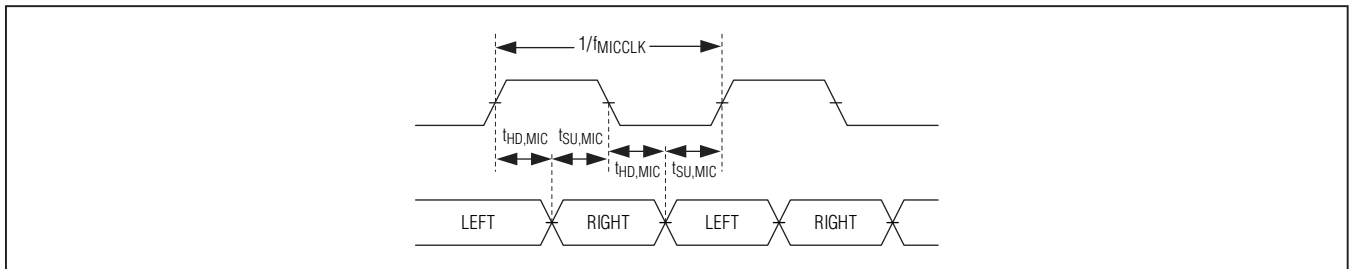 1/fMICCLK
tHD,MIC tSU,MIC
tHD,MIC tSU,MIC
LEFT RIGHT LEFT RIGHT